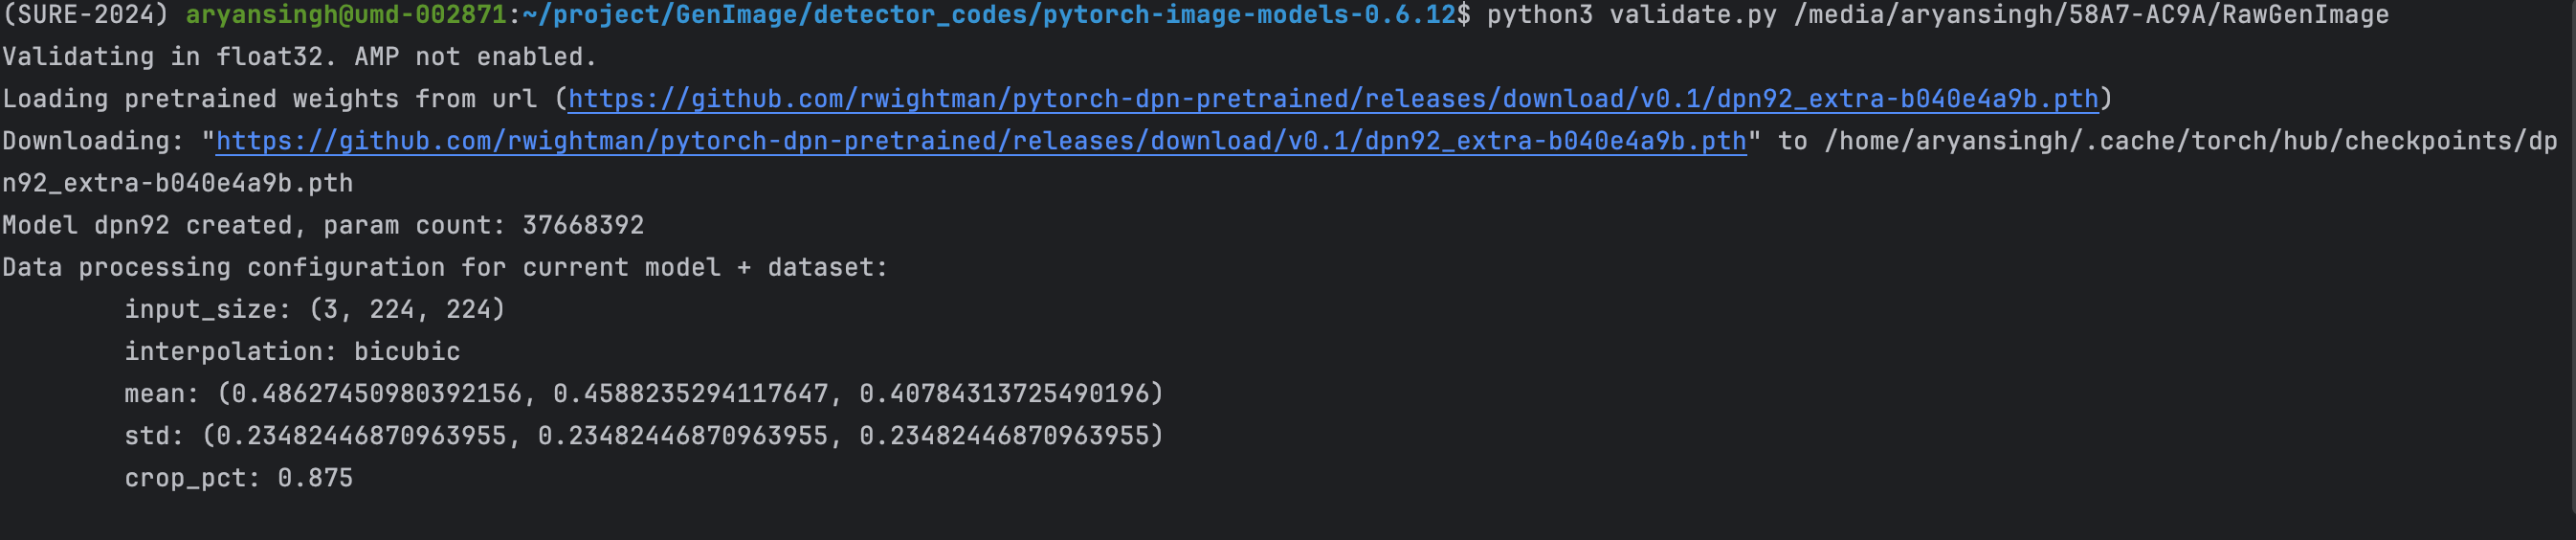 (SURE-2024) aryansingh@umd-002871:~/project/GenImage/detector_codes/pytorch-image-models-0.6.12$ python3 validate.py /media/aryansingh/58A7-AC9A/RawGenImage
Validating in float32. AMP not enabled.
Loading pretrained weights from url (https://github.com/rwightman/pytorch-dpn-pretrained/releases/download/v0.1/dpn92_extra-b040e4a9b.pth)
Downloading: "https://github.com/rwightman/pytorch-dpn-pretrained/releases/download/v0.1/dpn92_extra-b040e4a9b.pth" to /home/aryansingh/.cache/torch/hub/checkpoints/dp
n92_extra-b040e4a9b.pth
Model dpn92 created, param count: 37668392
Data processing configuration for current model + dataset:
        input_size: (3, 224, 224)
        interpolation: bicubic
        mean: (0.48627450980392156, 0.4588235294117647, 0.40784313725490196)
        std: (0.23482446870963955, 0.23482446870963955, 0.23482446870963955)
        crop_pct: 0.875